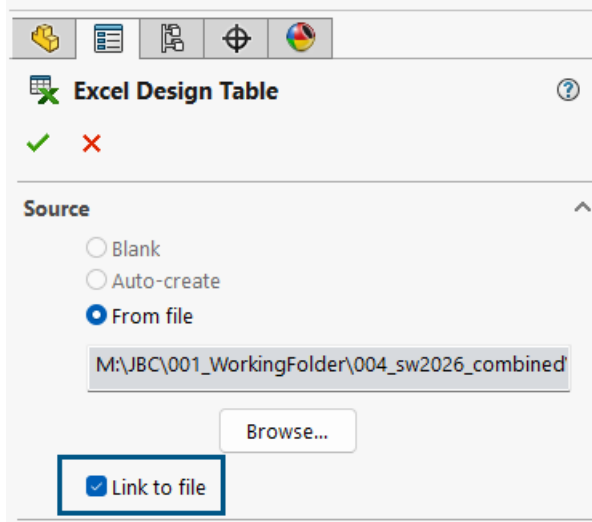 Excel Design Table
Source
Blank
Auto-create
From file
M:\JBC\001_WorkingFolder\004_sw2026_combined
Browse...
Link to file